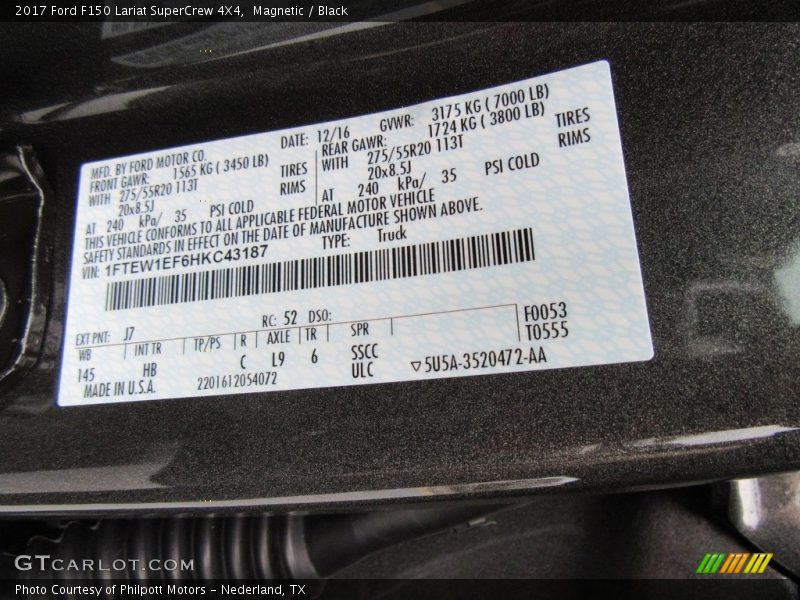 2017 Ford F150 Lariat SuperCrew 4X4, Magnetic / Black
MFD. BY FORD MOTOR CO. DATE: 12/16 GVWR: 3175 KG ( 7000 LB)
FRONT GAWR: 1565 KG ( 3450 LB) REAR GAWR: 1724 KG ( 3800 LB)
WITH 275/55R20 113T TIRES WITH 275/55R20 113T TIRES
20x8.5J RIMS 20x8.5J RIMS
AT 240 kPa/ 35 PSI COLD AT 240 kPa/ 35 PSI COLD
THIS VEHICLE CONFORMS TO ALL APPLICABLE FEDERAL MOTOR VEHICLE
SAFETY STANDARDS IN EFFECT ON THE DATE OF MANUFACTURE SHOWN ABOVE.
VIN: 1FTEW1EF6HKC43187 TYPE: Truck
EXT PNT: J7 RC: 52 DSO: F0053
WB INT TR TP/PS R AXLE TR SPR T0555
145 HB C L9 6 SSCC
ULC ▽5U5A-3520472-AA
MADE IN U.S.A. 2201612054072
GTCARLOT.COM
Photo Courtesy of Philpott Motors - Nederland, TX